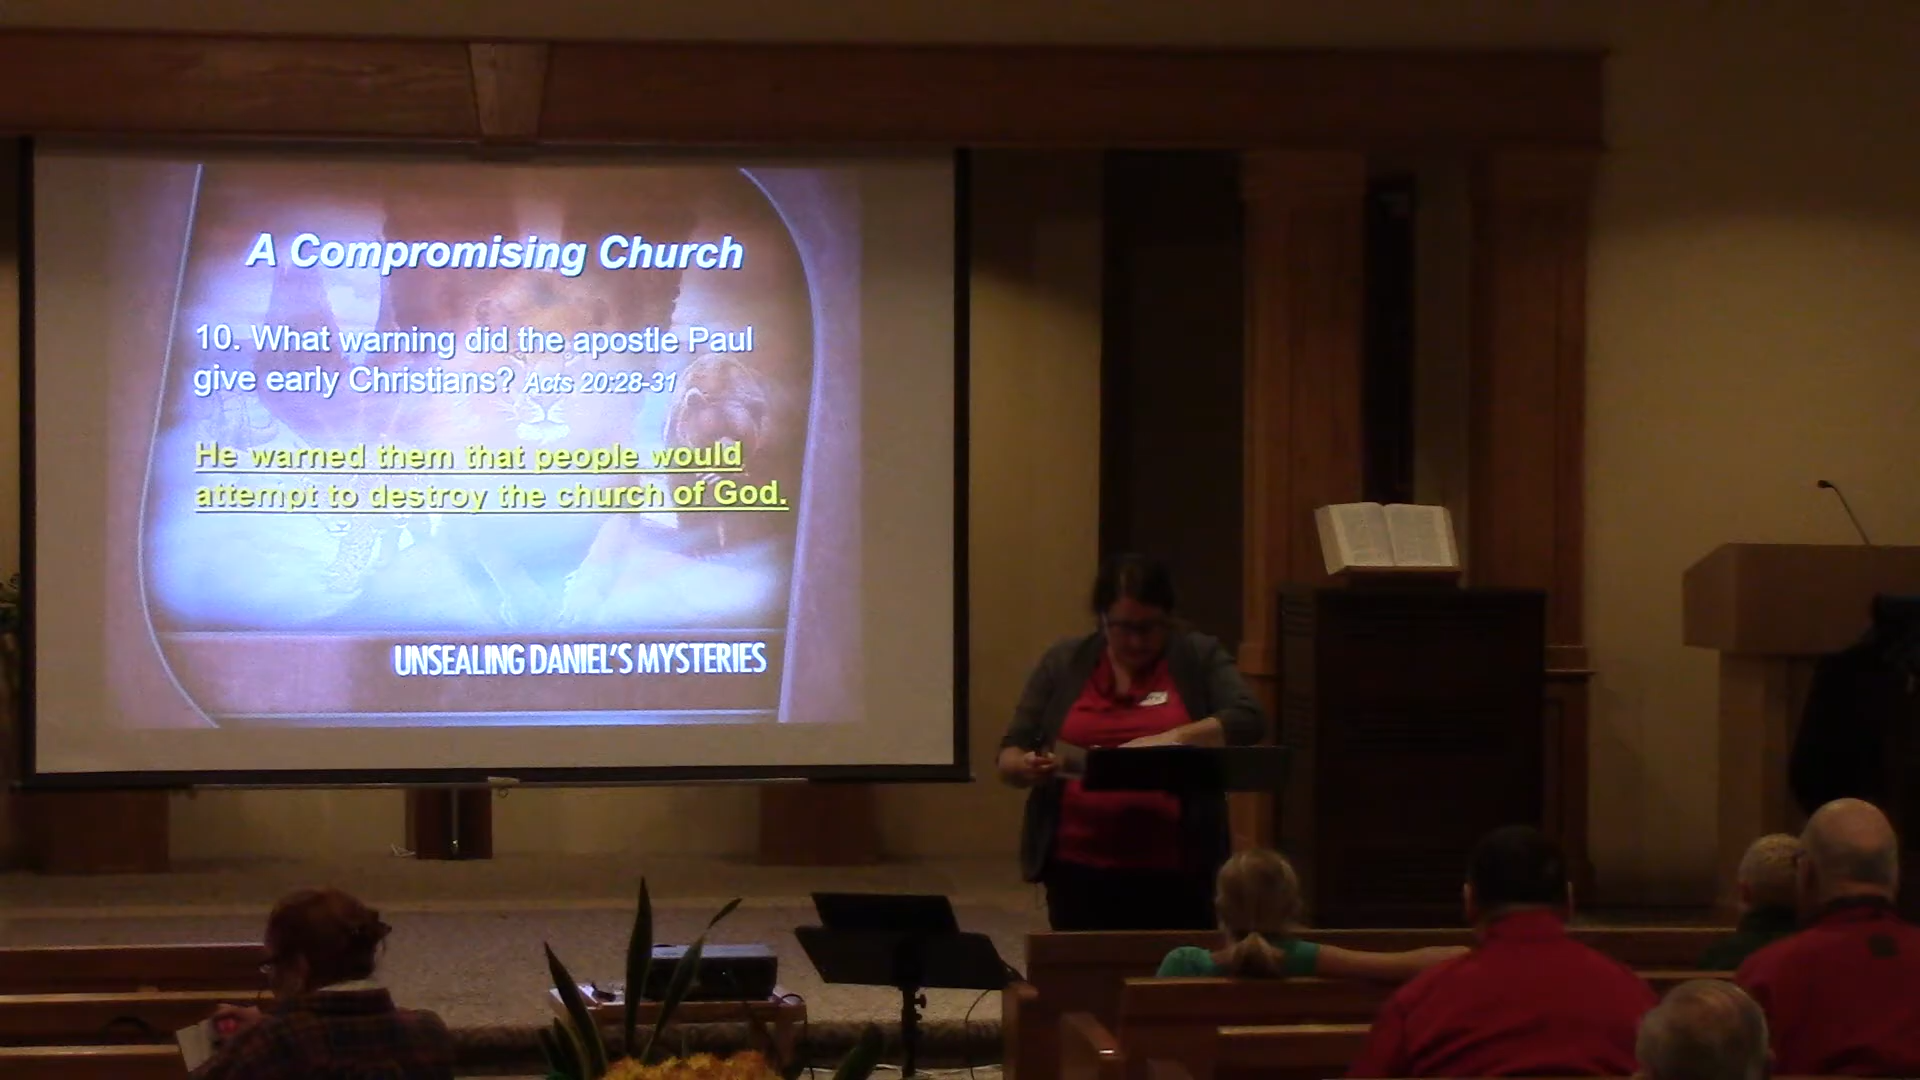 A Compromising Church
10. What warning did the apostle Paul
give early Christians? Acts 20:28-31
He warned them that people would
attempt to destroy the church of God.
UNSEALING DANIEL'S MYSTERIES